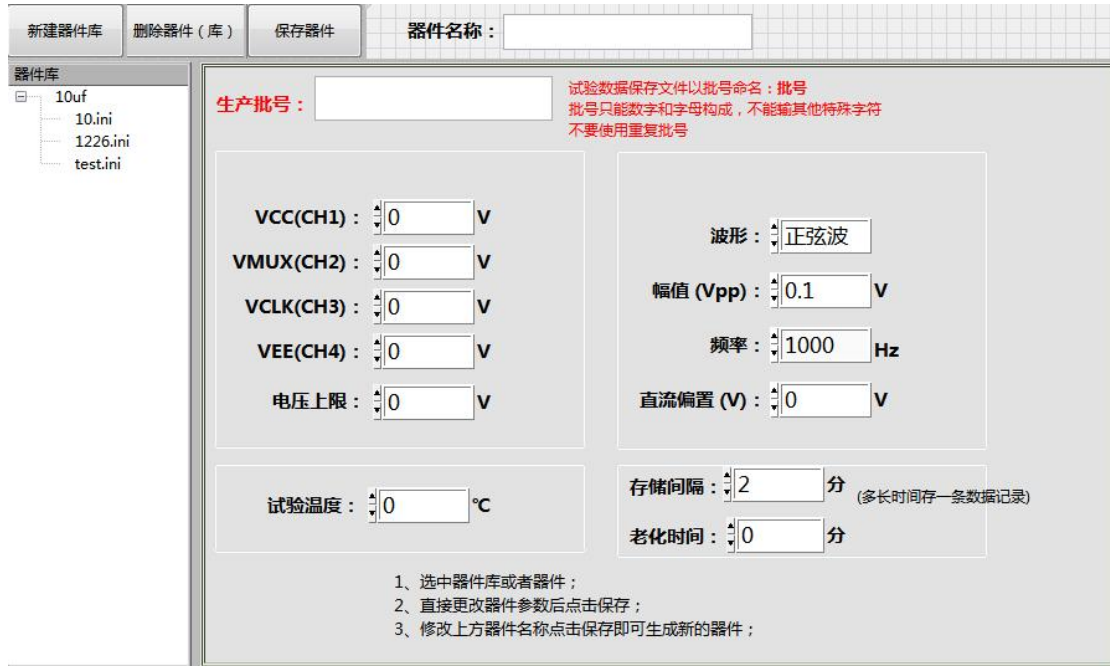 新建器件库 删除器件（库） 保存器件 器件名称：
器件库
10uf
10.ini
1226.ini
test.ini
生产批号：
试验数据保存文件以批号命名：批号
批号只能数字和字母构成，不能输其他特殊字符
不要使用重复批号
VCC(CH1)： 0 V
VMUX(CH2)： 0 V
VCLK(CH3)： 0 V
VEE(CH4)： 0 V
电压上限： 0 V
波形： 正弦波
幅值 (Vpp)： 0.1 V
频率： 1000 Hz
直流偏置 (V)： 0 V
试验温度： 0 ℃
存储间隔： 2 分 (多长时间存一条数据记录)
老化时间： 0 分
1、选中器件库或者器件；
2、直接更改器件参数后点击保存；
3、修改上方器件名称点击保存即可生成新的器件；